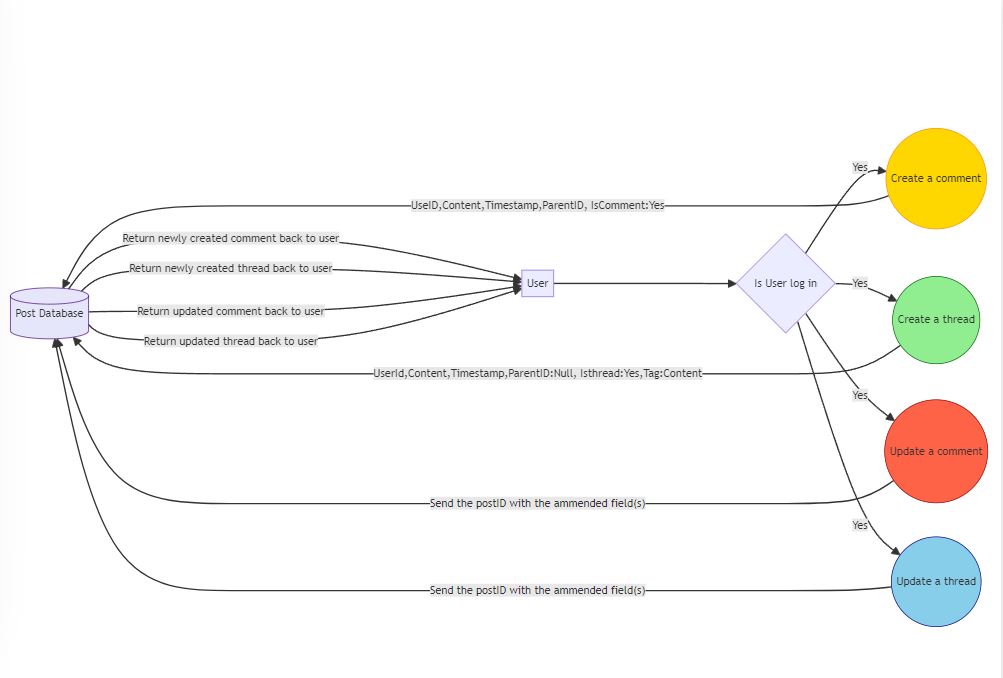 Yes
Create a comment
UseID,Content,Timestamp,ParentID, IsComment:Yes
Return newly created comment back to user
Return newly created thread back to user
User
Is User log in
Yes
Create a thread
Post Database
Return updated comment back to user
Return updated thread back to user
UserId,Content,Timestamp,ParentID:Null, Isthread:Yes,Tag:Content
Yes
Update a comment
Send the postID with the ammended field(s)
Yes
Update a thread
Send the postID with the ammended field(s)